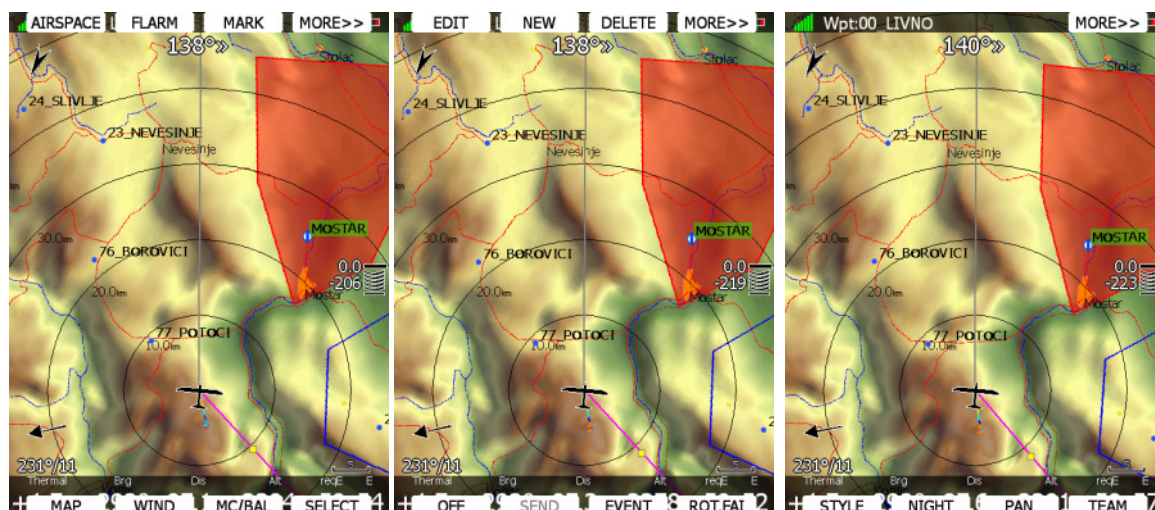 AIRSPACE FLARM MARK MORE>>
138°»
Stolac
24_SLIVLJE
23_NEVESINJE
Nevesinje
MOSTAR
30.0km
76_BOROVICI
0.0
-206
20.0km
Mostar
77_POTOCI
10.0km
231°/11
5
Thermal Brg Dis Alt reqE E
MAP WIND MC/BAL SELECT
EDIT NEW DELETE MORE>>
138°»
Stolac
24_SLIVLJE
23_NEVESINJE
Nevesinje
MOSTAR
30.0km
76_BOROVICI
0.0
-219
20.0km
Mostar
77_POTOCI
10.0km
231°/11
5
Thermal Brg Dis Alt reqE E
OFF SEND EVENT ROT.FAI
Wpt:00_LIVNO MORE>>
140°»
Stolac
24_SLIVLJE
23_NEVESINJE
Nevesinje
MOSTAR
30.0km
76_BOROVICI
0.0
-223
20.0km
Mostar
77_POTOCI
10.0km
231°/11
5
Thermal Brg Dis Alt reqE E
STYLE NIGHT PAN TEAM